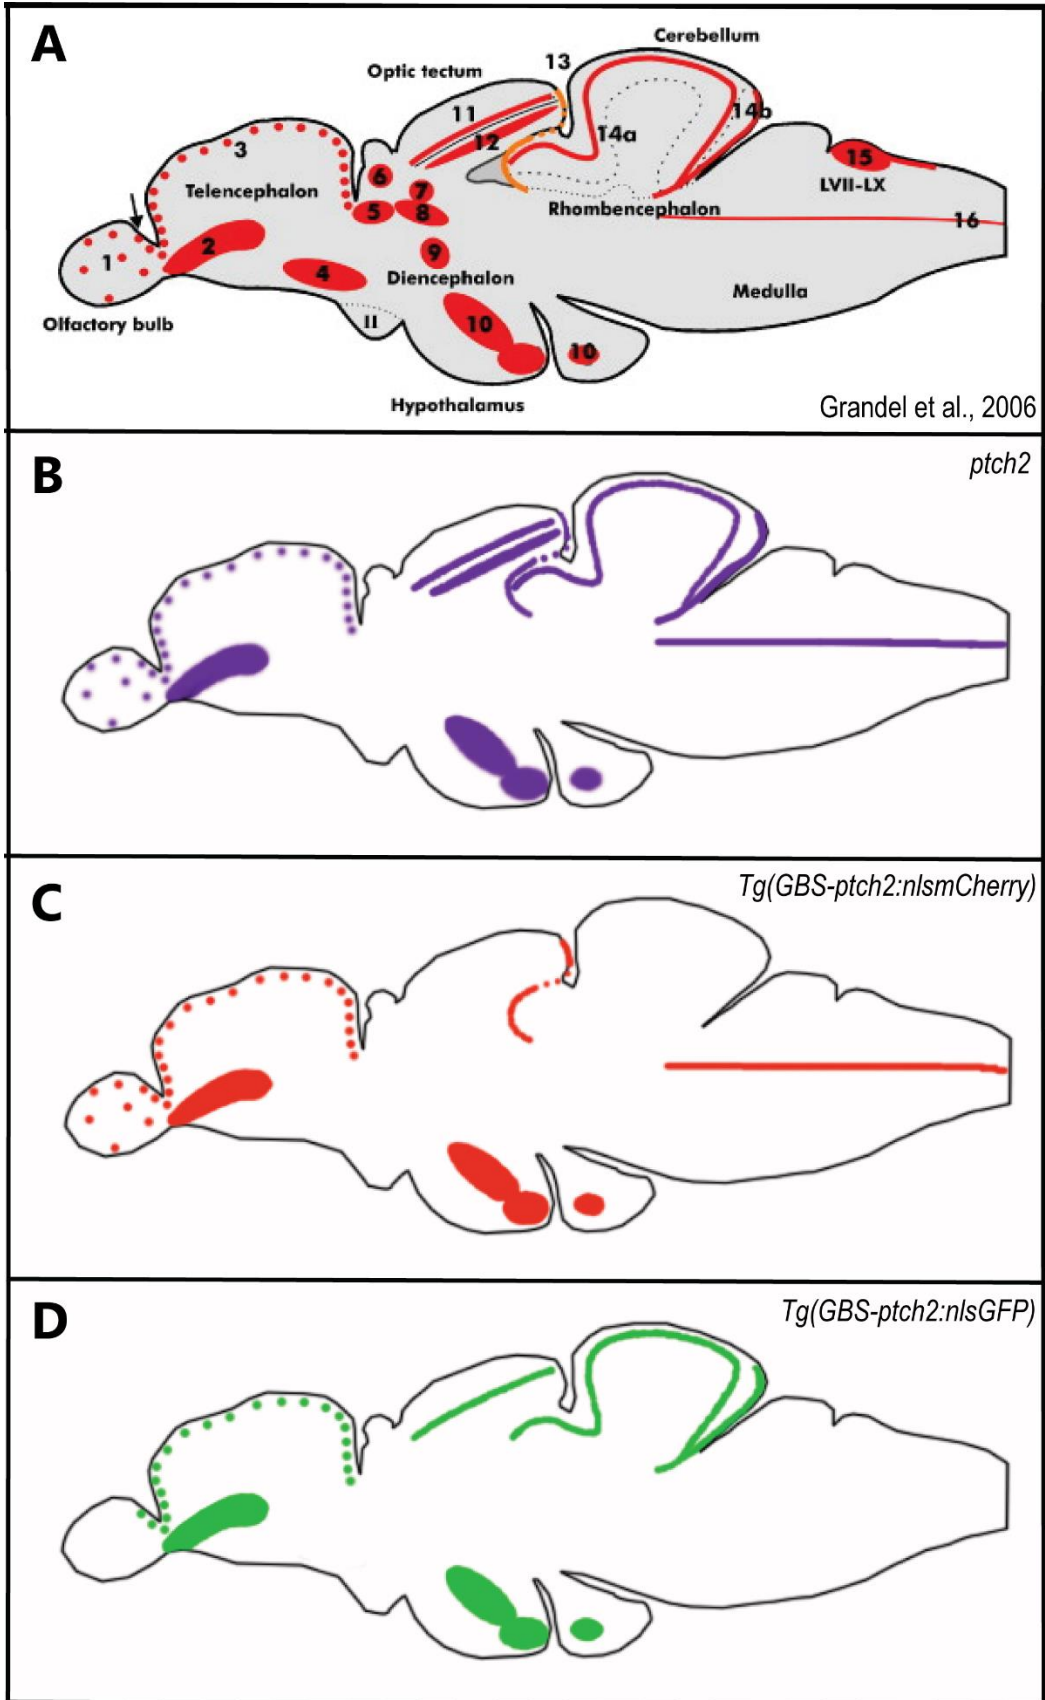 A
Cerebellum
13
Optic tectum
11
14b
3
12
14a
15
6
Telencephalon
7
LVII-LX
5
8
Rhombencephalon
16
2
9
1
4
Diencephalon
Medulla
Olfactory bulb
II
10
10
Hypothalamus
Grandel et al., 2006
B
ptch2
C
Tg(GBS-ptch2:nlsmCherry)
D
Tg(GBS-ptch2:nlsGFP)